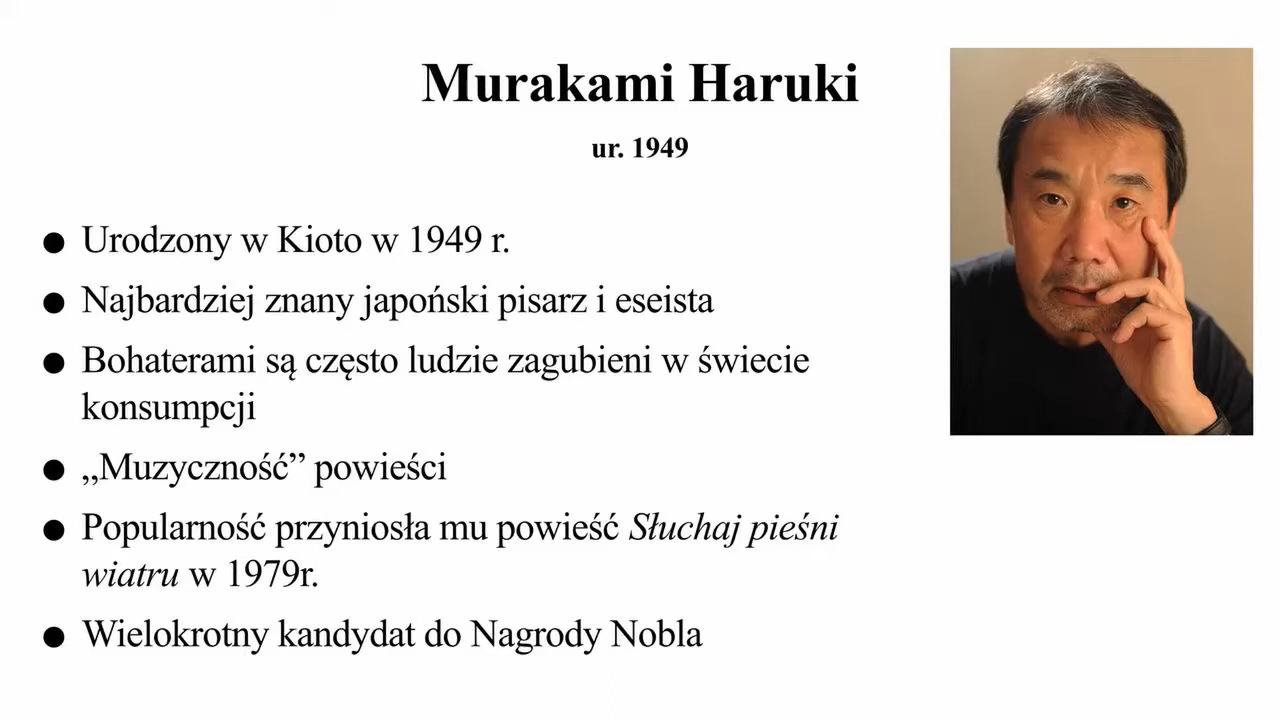 Murakami Haruki
ur. 1949
● Urodzony w Kioto w 1949 r.
● Najbardziej znany japoński pisarz i eseista
● Bohaterami są często ludzie zagubieni w świecie
konsumpcji
● „Muzyczność” powieści
● Popularność przyniosła mu powieść Słuchaj pieśni
wiatru w 1979r.
● Wielokrotny kandydat do Nagrody Nobla